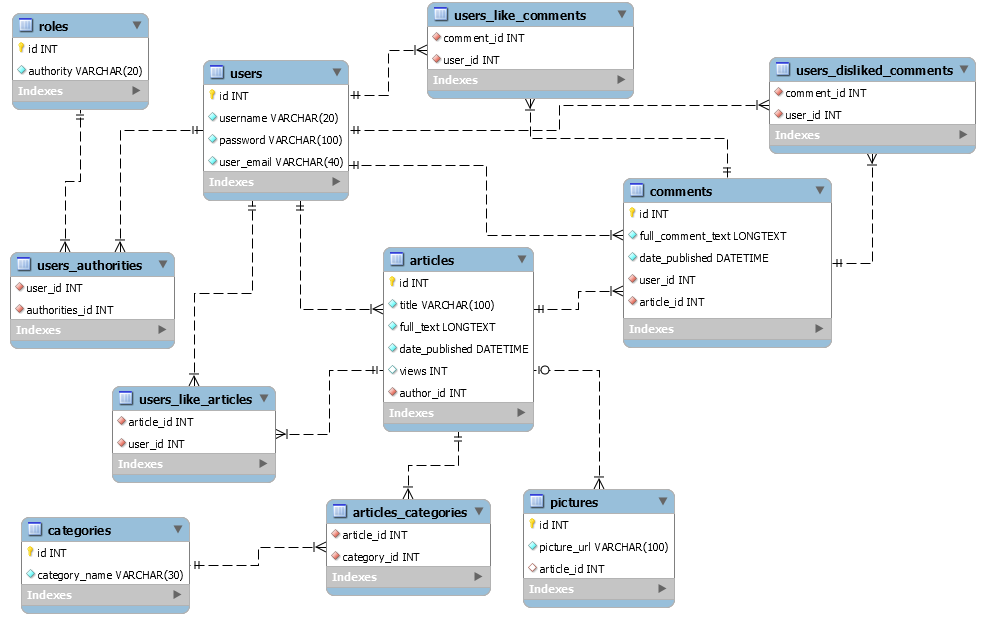 roles
id INT
authority VARCHAR(20)
Indexes
users
id INT
username VARCHAR(20)
password VARCHAR(100)
user_email VARCHAR(40)
Indexes
users_like_comments
comment_id INT
user_id INT
Indexes
users_disliked_comments
comment_id INT
user_id INT
Indexes
comments
id INT
full_comment_text LONGTEXT
date_published DATETIME
user_id INT
article_id INT
Indexes
users_authorities
user_id INT
authorities_id INT
Indexes
articles
id INT
title VARCHAR(100)
full_text LONGTEXT
date_published DATETIME
views INT
author_id INT
Indexes
users_like_articles
article_id INT
user_id INT
Indexes
categories
id INT
category_name VARCHAR(30)
Indexes
articles_categories
article_id INT
category_id INT
Indexes
pictures
id INT
picture_url VARCHAR(100)
article_id INT
Indexes